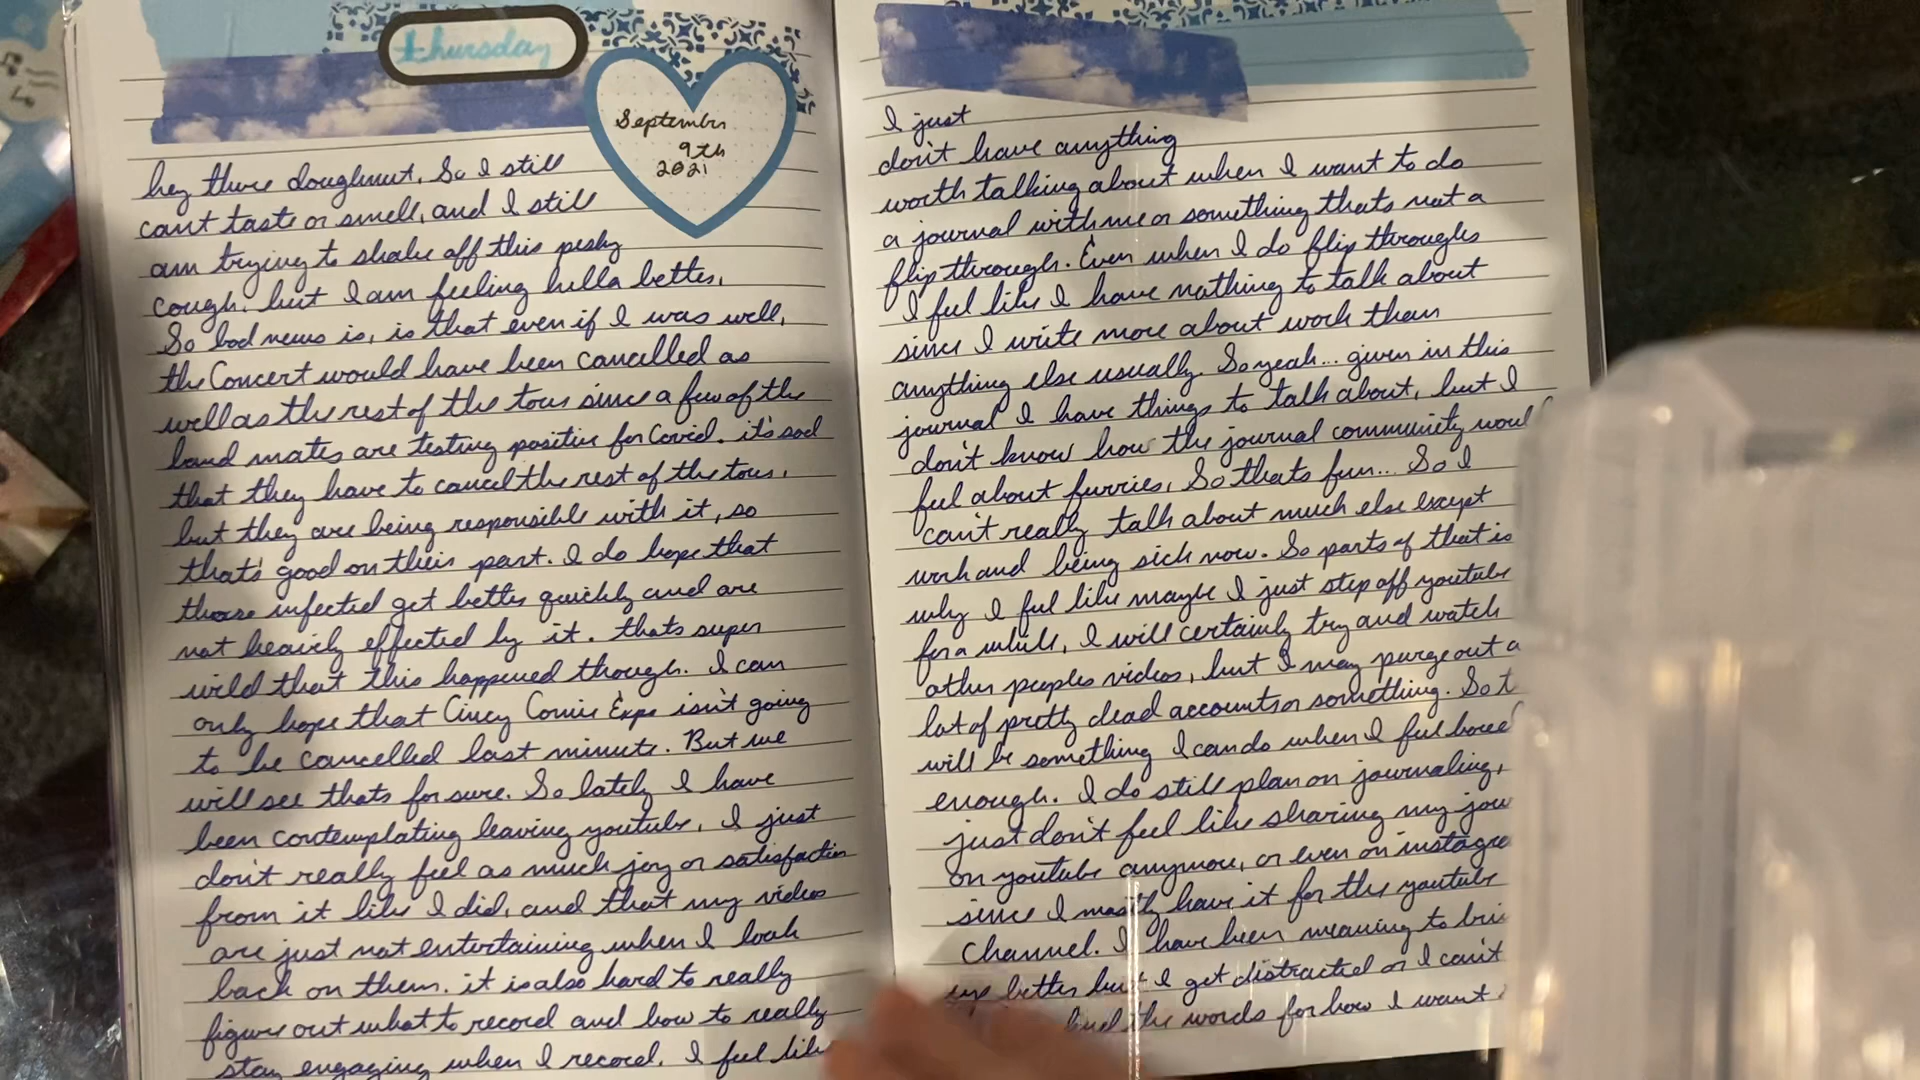 thursday
September
9th
2021
hey there doughnut. So I still
cant taste or smell, and I still
am trying to shake off this pesky
cough. but I am feeling hella better.
So bad news is, is that even if I was well,
the Concert would have been cancelled as
well as the rest of the tour since a few of the
band mates are testing positive for Covid. it's sad
that they have to cancel the rest of the tour.
but they are being responsible with it, so
that's good on their part. I do hope that
those infected get better quickly and are
not heavily effected by it. thats super
wild that this happened though. I can
only hope that Cincy Comic Expo isn't going
to be cancelled last minute. But we
will see thats for sure. So lately I have
been contemplating leaving youtube, I just
don't really feel as much joy or satisfaction
from it like I did, and that my videos
are just not entertaining when I look
back on them. it is also hard to really
figure out what to record and how to really
stay engaging when I record. I feel like
I just
don't have anything
worth talking about when I want to do
a journal with me or something thats not a
flip through. Even when I do flip throughs
I feel like I have nothing to talk about
since I write more about work than
anything else usually. So yeah... given in this
journal I have things to talk about, but I
don't know how the journal community woul
feel about furries, So thats fun... So I
can't really talk about much else except
work and being sick now. So parts of that is
why I feel like maybe I just step off youtube
for a while, I will certainly try and watch
other peoples videos, but I may purge out a
lot of pretty dead accounts or something. So t
will be something I can do when I feel bored
enough. I do still plan on journaling,
just don't feel like sharing my jour
on youtube anymore, or even on instagra
since I mostly have it for the youtube
Channel. I have been meaning to bri
up better but I get distracted or I can't
find the words for how I want